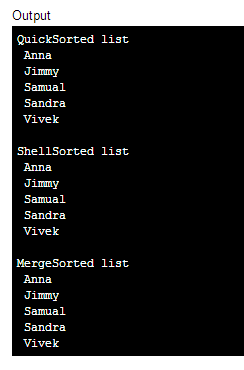 Output
QuickSorted list
Anna
Jimmy
Samual
Sandra
Vivek
ShellSorted list
Anna
Jimmy
Samual
Sandra
Vivek
MergeSorted list
Anna
Jimmy
Samual
Sandra
Vivek